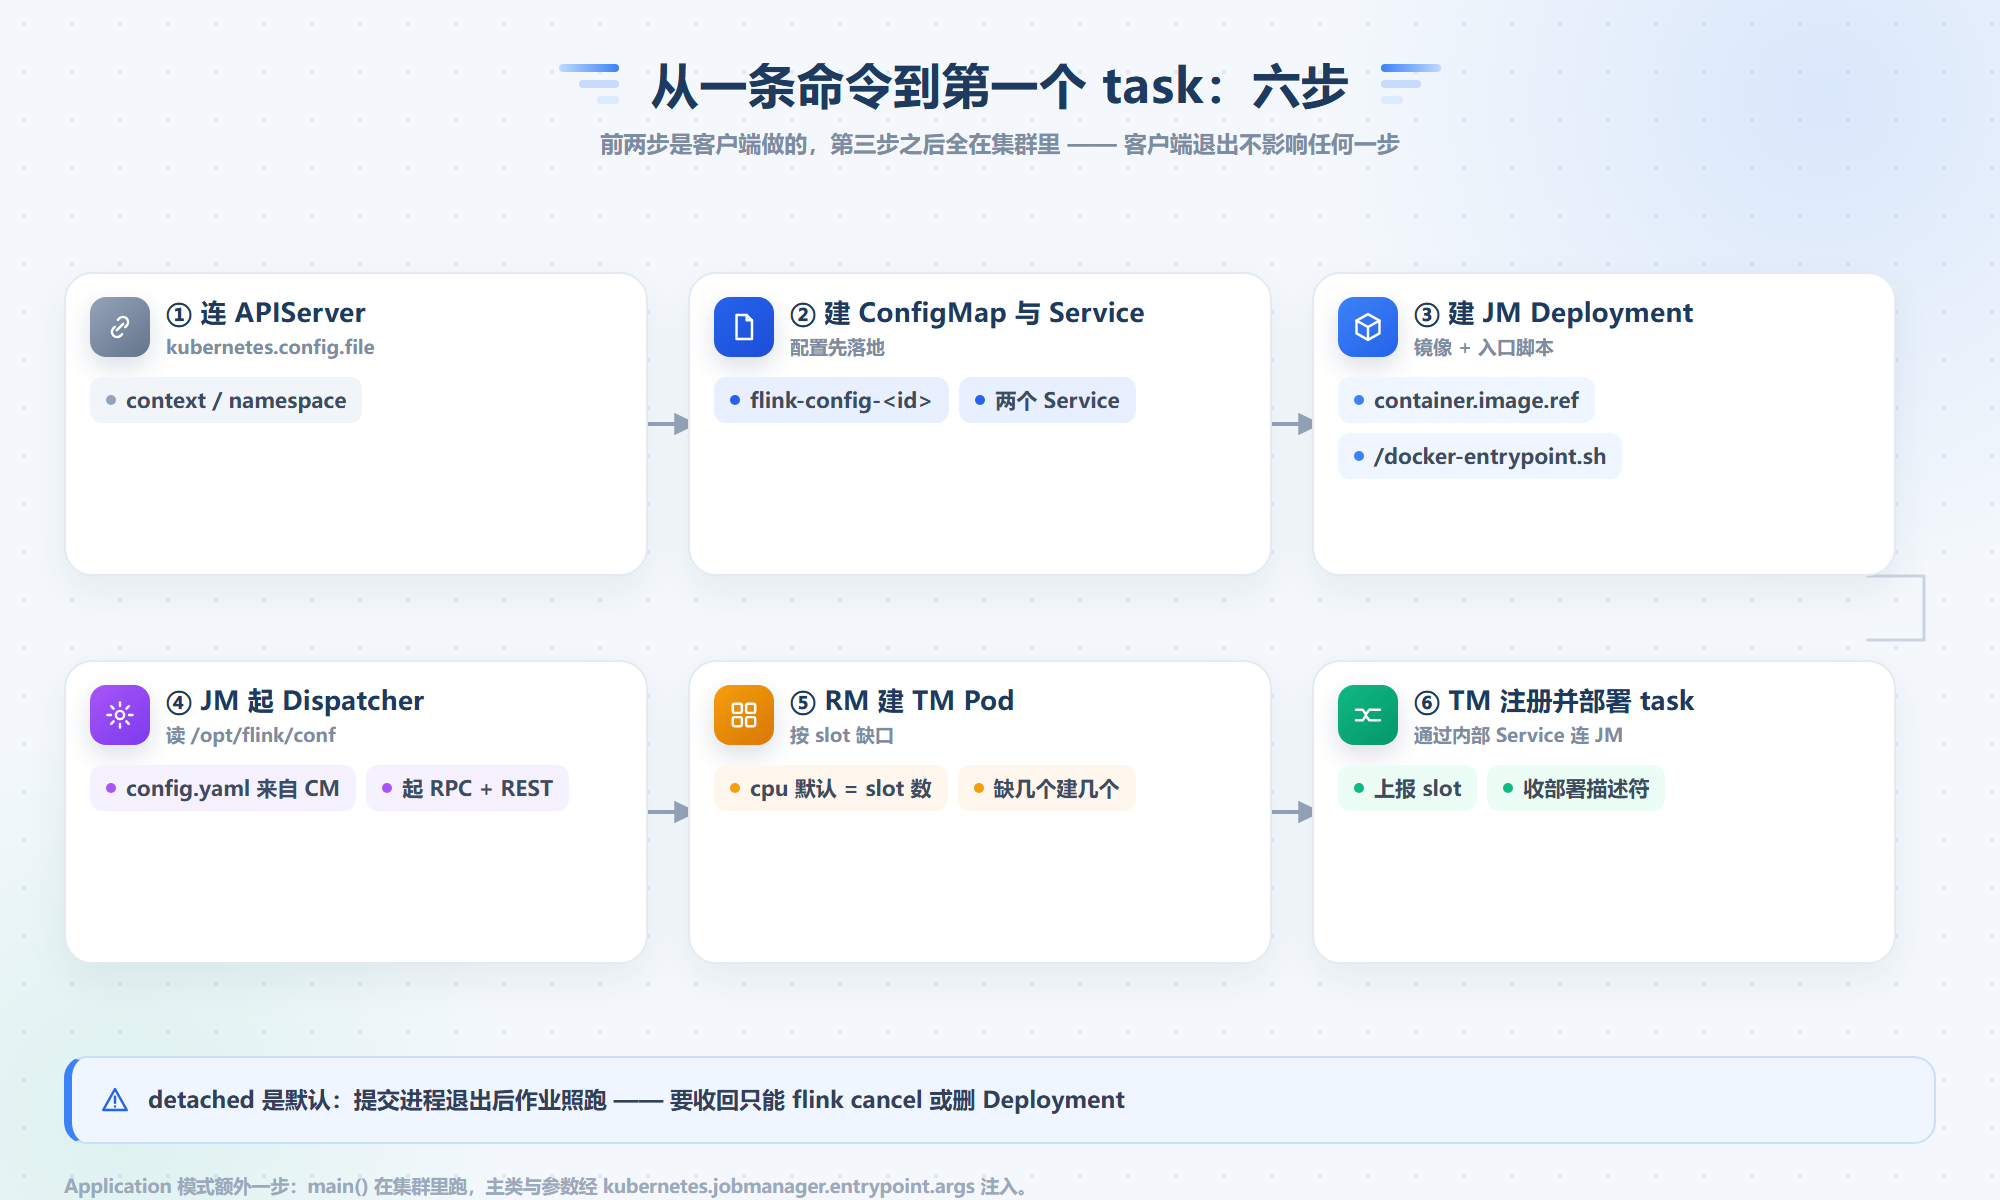 从一条命令到第一个 task：六步
前两步是客户端做的，第三步之后全在集群里 —— 客户端退出不影响任何一步
① 连 APIServer
kubernetes.config.file
context / namespace
② 建 ConfigMap 与 Service
配置先落地
flink-config-<id>
两个 Service
③ 建 JM Deployment
镜像 + 入口脚本
container.image.ref
/docker-entrypoint.sh
④ JM 起 Dispatcher
读 /opt/flink/conf
config.yaml 来自 CM
起 RPC + REST
⑤ RM 建 TM Pod
按 slot 缺口
cpu 默认 = slot 数
缺几个建几个
⑥ TM 注册并部署 task
通过内部 Service 连 JM
上报 slot
收部署描述符
detached 是默认：提交进程退出后作业照跑 —— 要收回只能 flink cancel 或删 Deployment
Application 模式额外一步：main() 在集群里跑，主类与参数经 kubernetes.jobmanager.entrypoint.args 注入。